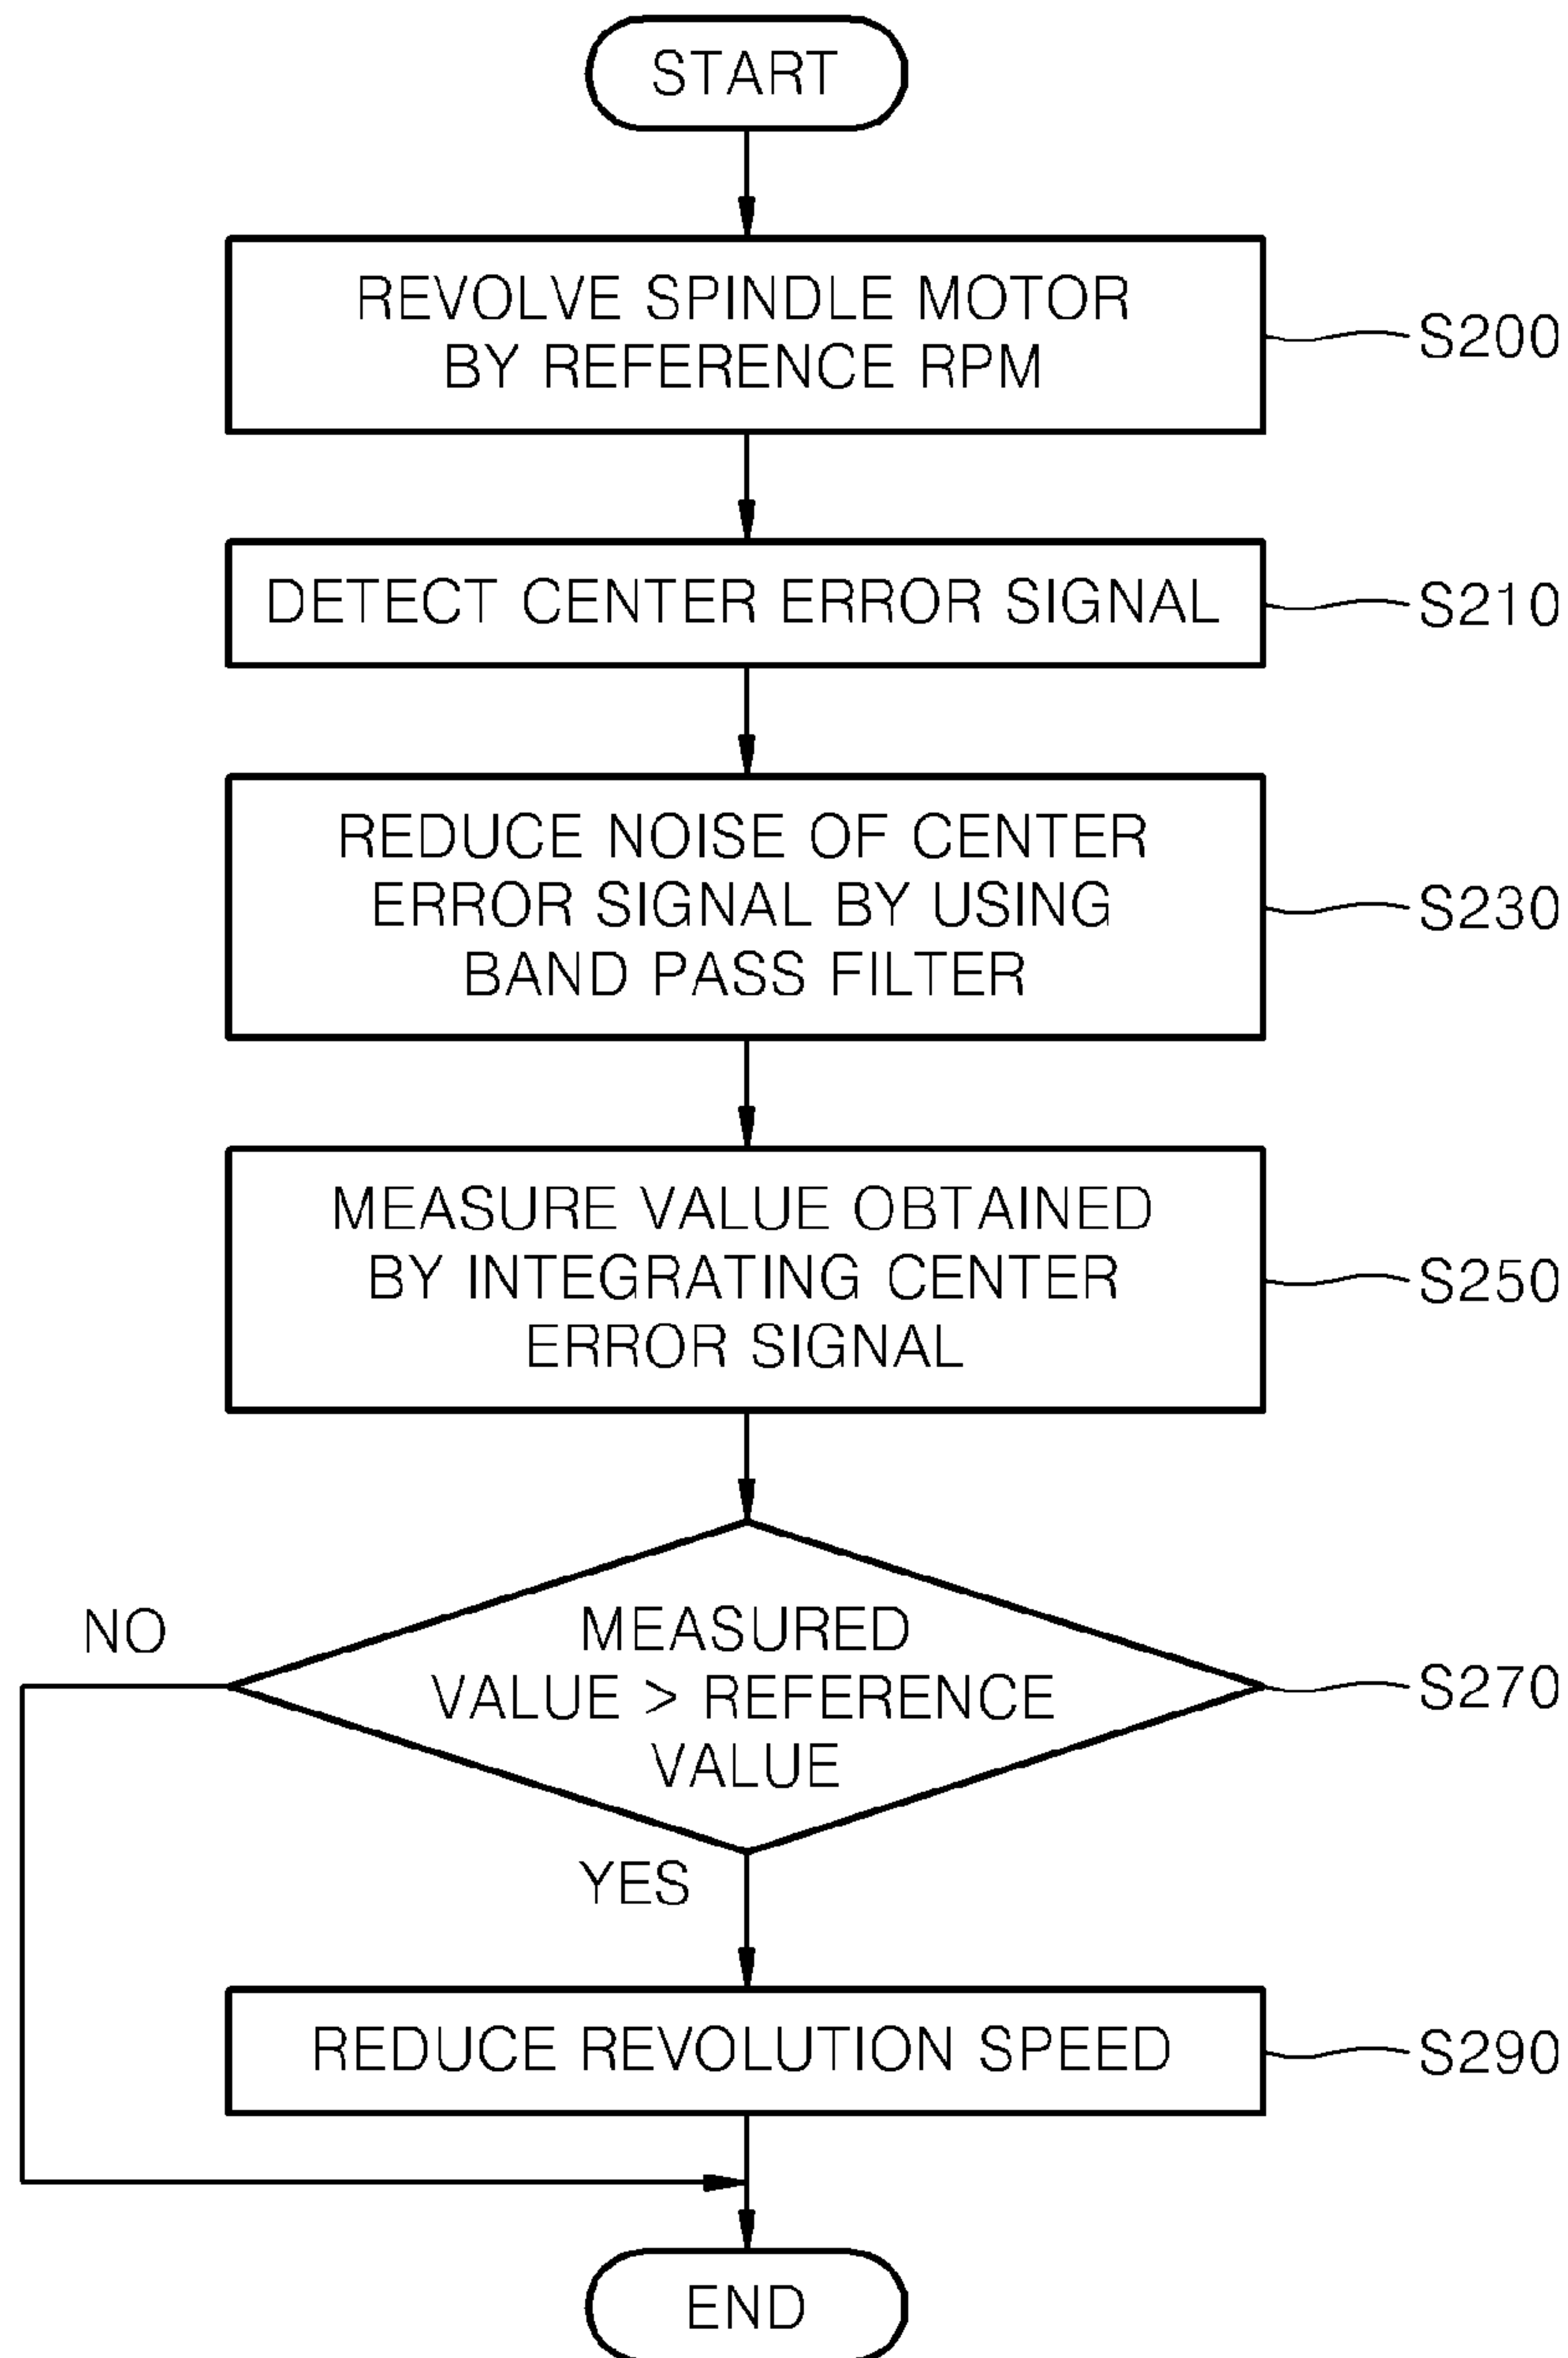 START
REVOLVE SPINDLE MOTOR
BY REFERENCE RPM
S200
DETECT CENTER ERROR SIGNAL
S210
REDUCE NOISE OF CENTER
ERROR SIGNAL BY USING
BAND PASS FILTER
S230
MEASURE VALUE OBTAINED
BY INTEGRATING CENTER
ERROR SIGNAL
S250
NO
MEASURED
VALUE > REFERENCE
VALUE
S270
YES
REDUCE REVOLUTION SPEED
S290
END